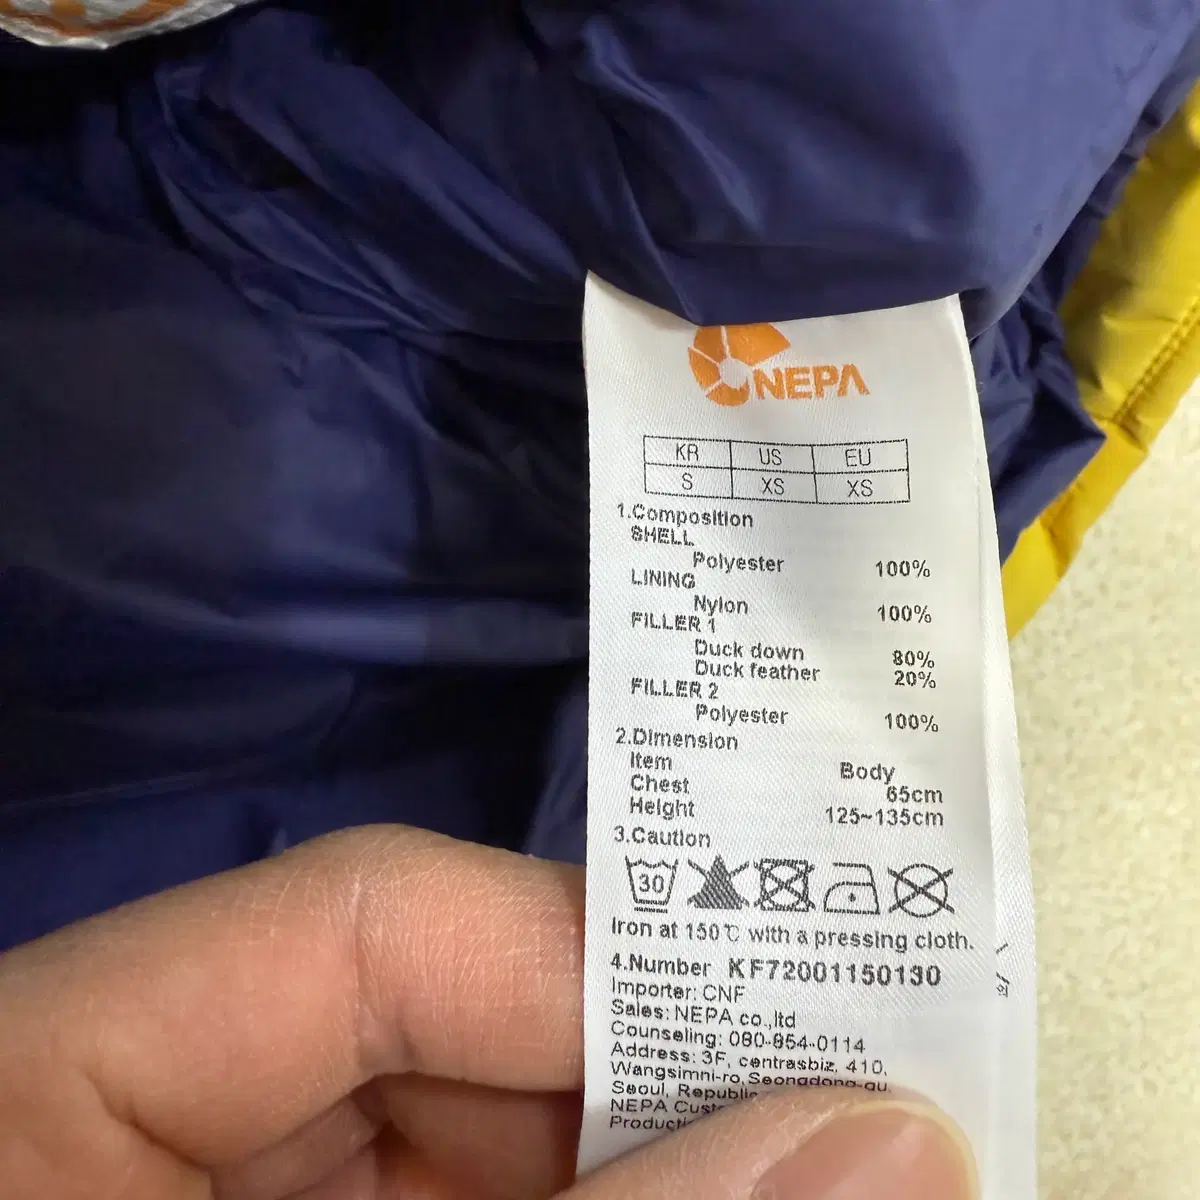 NEPA
KR US EU
S XS XS
1.Composition
SHELL
Polyester 100%
LINING
Nylon 100%
FILLER 1
Duck down 80%
Duck feather 20%
FILLER 2
Polyester 100%
2.Dimension
Item Body
Chest 65cm
Height 125~135cm
3.Caution
30
Iron at 150℃ with a pressing cloth.
4.Number KF72001150130
Importer: CNF
Sales: NEPA co.,ltd
Counseling: 080-854-0114
Address: 3F, centrasbiz, 410,
Wangsimni-ro, Seongdong-gu,
Seoul, Republic
NEPA